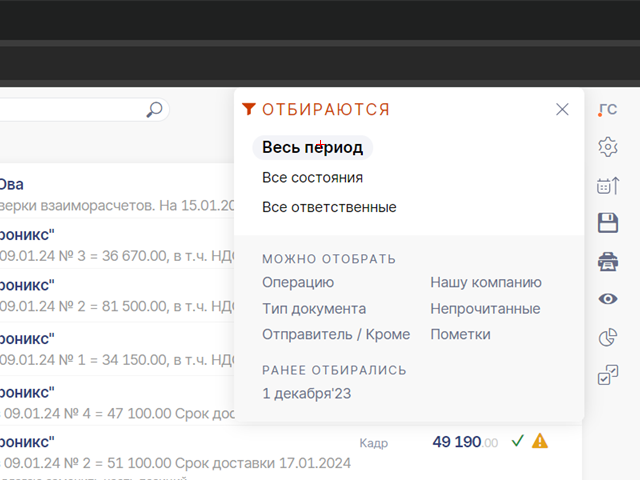 ОТБИРАЮТСЯ
ГС
Весь период
Все состояния
Все ответственные
МОЖНО ОТОБРАТЬ
Операцию
Нашу компанию
Тип документа
Непрочитанные
Отправитель / Кроме
Пометки
РАНЕЕ ОТБИРАЛИСЬ
1 декабря'23
Ова
верки взаиморасчетов. На 15.01.20
роникс"
09.01.24 № 3 = 36 670.00, в т.ч. НДС
роникс"
09.01.24 № 2 = 81 500.00, в т.ч. НДС
роникс"
09.01.24 № 1 = 34 150.00, в т.ч. НДС
роникс"
09.01.24 № 4 = 47 100.00 Срок дос
роникс"
Кадр
49 190.00
09.01.24 № 2 = 51 100.00 Срок доставки 17.01.2024